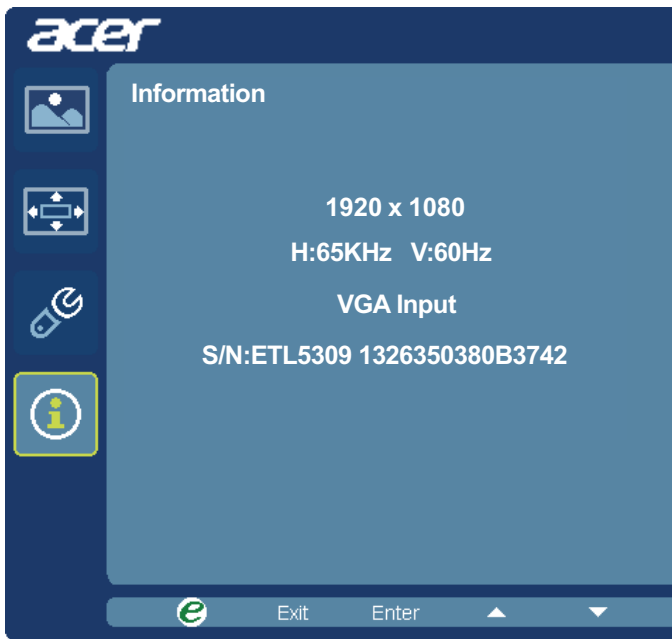 acer
Information
1920 x 1080
H:65KHz V:60Hz
VGA Input
S/N:ETL5309 1326350380B3742
e Exit Enter